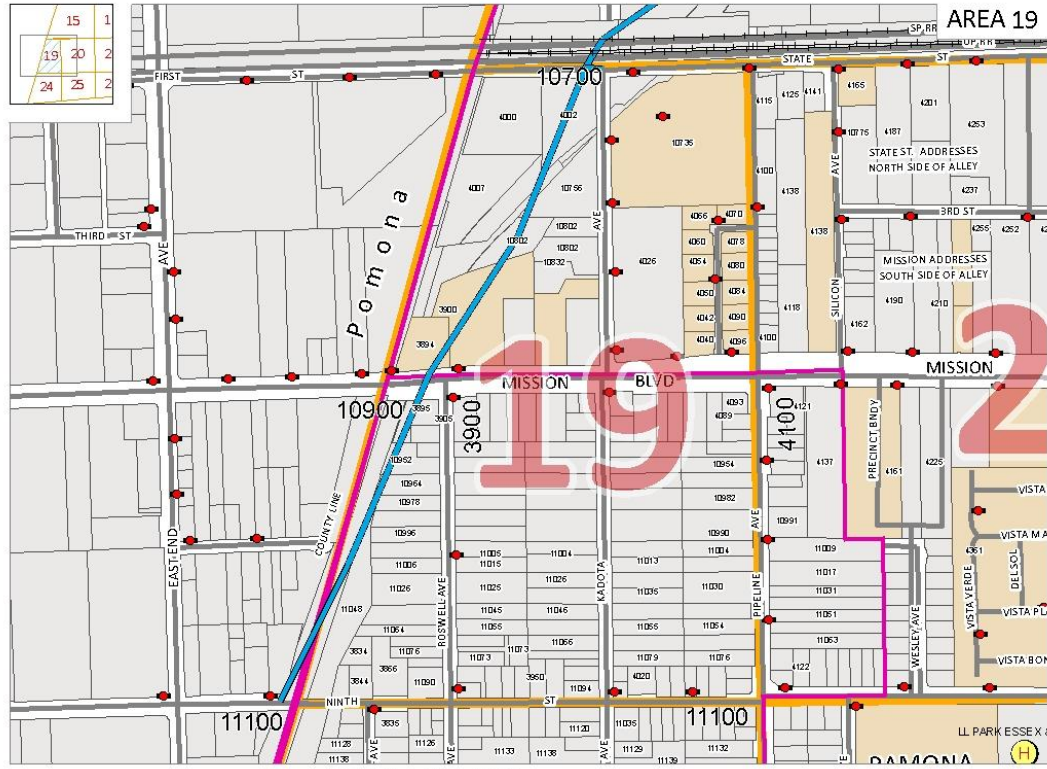 AREA 19
15
1
19
20
2
24
25
2
SP RR
UP RR
FIRST
ST
STATE
ST
10700
4000
4002
10735
4115
4125
4141
4165
4201
4253
10775
4187
STATE ST. ADDRESSES
NORTH SIDE OF ALLEY
4007
10756
4100
4138
4237
Pomona
AVE
AVE
AVE
THIRD ST
3RD ST
10802
10802
10802
10832
4026
4066
4070
4060
4078
4054
4080
4050
4084
4042
4090
4040
4096
4138
4118
4100
4255
4252
MISSION ADDRESSES
SOUTH SIDE OF ALLEY
4190
4210
4162
SILICON
3900
3894
19
2
MISSION
BLVD
MISSION
10900
3895
3905
3900
4093
4089
4100
4121
PRECINCT BNDY
4161
4225
10952
10954
4137
10964
10978
10982
10996
10990
10991
COUNTY LINE
EAST END
11005
11004
11013
11004
11009
11006
11015
11017
11026
11025
11026
11035
11030
11031
11048
11045
11046
11051
11064
11055
11055
11054
11063
11066
3834
11076
11073
11073
11079
11076
3866
3844
11090
3950
11094
4020
4122
ROSWELL AVE
KADOTA
PIPELINE
AVE
WESLEY AVE
VISTA VERDE
4361
DEL SOL
VISTA
VISTA MA
VISTA PL
VISTA BON
NINTH
ST
11100
11100
3836
11128
11138
AVE
11126
AVE
11133
11138
11120
AVE
11035
11129
11139
11132
AVE
LL PARK ESSEX &
H
PAMONA